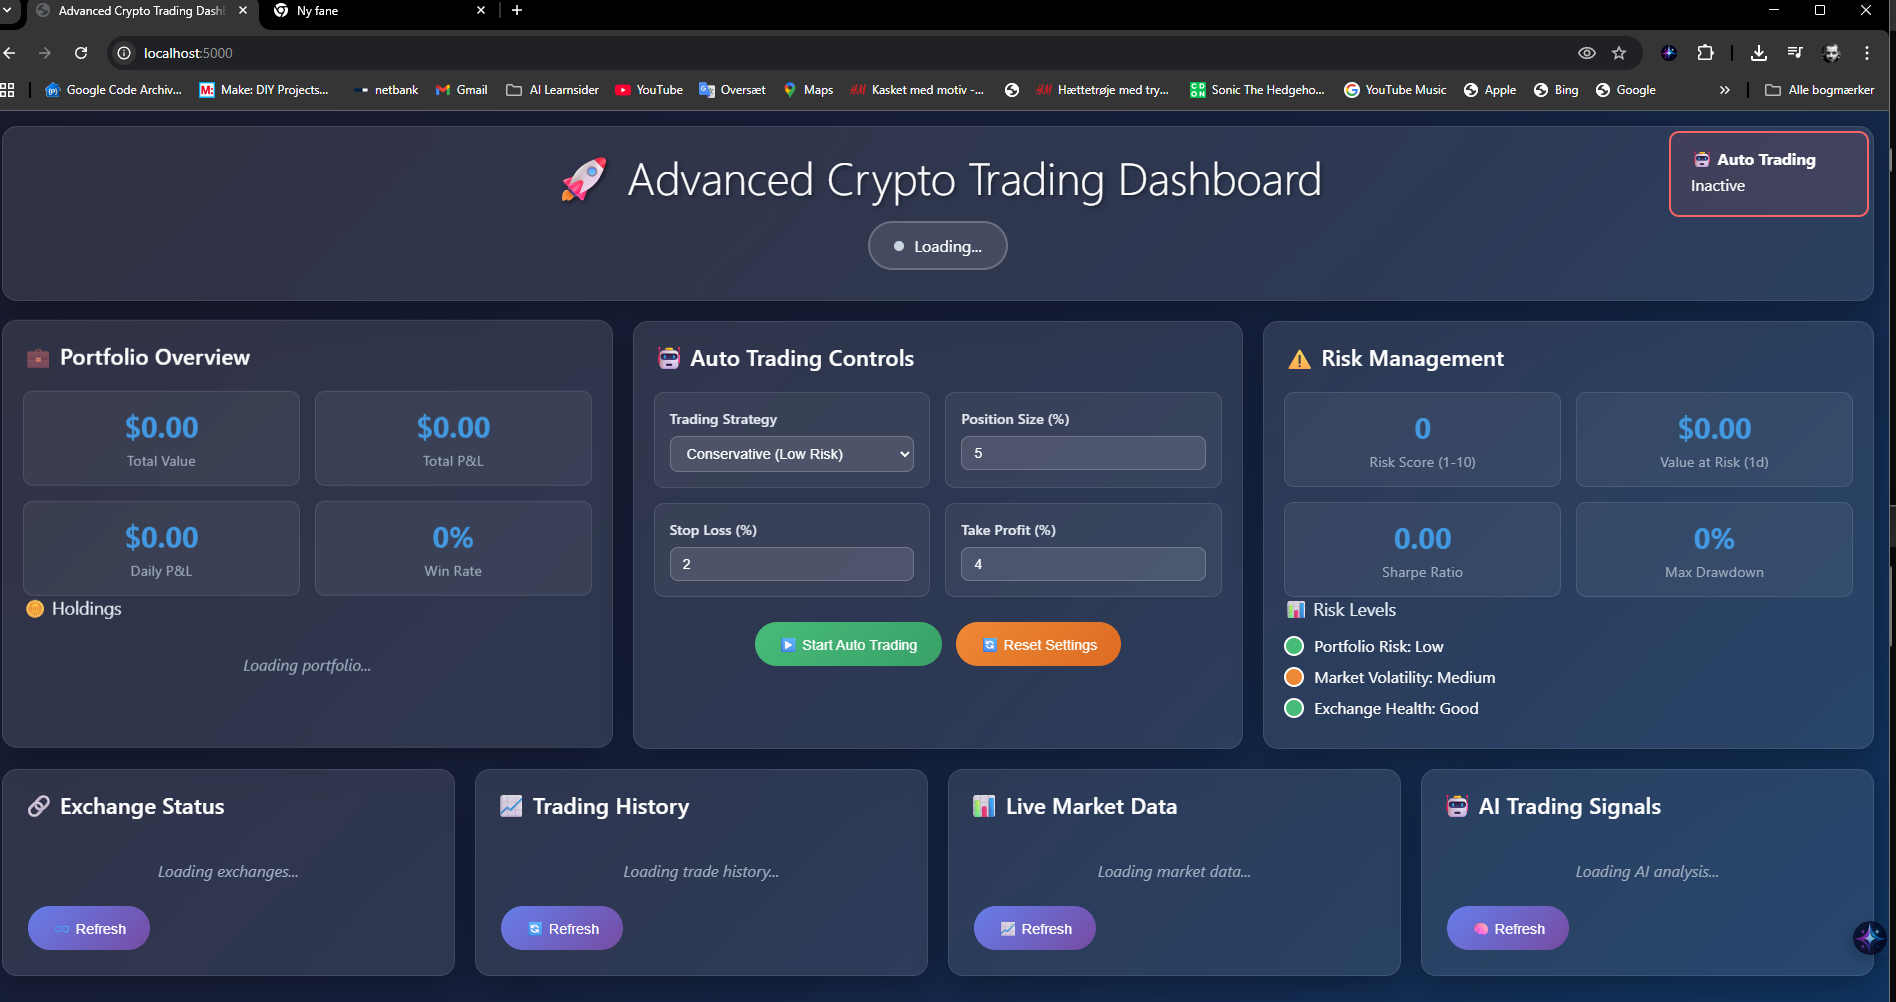 Advanced Crypto Trading Dash
Ny fane
localhost:5000
Google Code Archiv...
Make: DIY Projects...
netbank
Gmail
AI Learnsider
YouTube
Oversæt
Maps
Kasket med motiv -...
Hættetrøje med try...
Sonic The Hedgeho...
YouTube Music
Apple
Bing
Google
»
Alle bogmærker
Advanced Crypto Trading Dashboard
Loading...
Auto Trading
Inactive
Portfolio Overview
$0.00
Total Value
$0.00
Total P&L
$0.00
Daily P&L
0%
Win Rate
Holdings
Loading portfolio...
Auto Trading Controls
Trading Strategy
Conservative (Low Risk)
Position Size (%)
5
Stop Loss (%)
2
Take Profit (%)
4
Start Auto Trading
Reset Settings
Risk Management
0
Risk Score (1-10)
$0.00
Value at Risk (1d)
0.00
Sharpe Ratio
0%
Max Drawdown
Risk Levels
Portfolio Risk: Low
Market Volatility: Medium
Exchange Health: Good
Exchange Status
Loading exchanges...
Refresh
Trading History
Loading trade history...
Refresh
Live Market Data
Loading market data...
Refresh
AI Trading Signals
Loading AI analysis...
Refresh